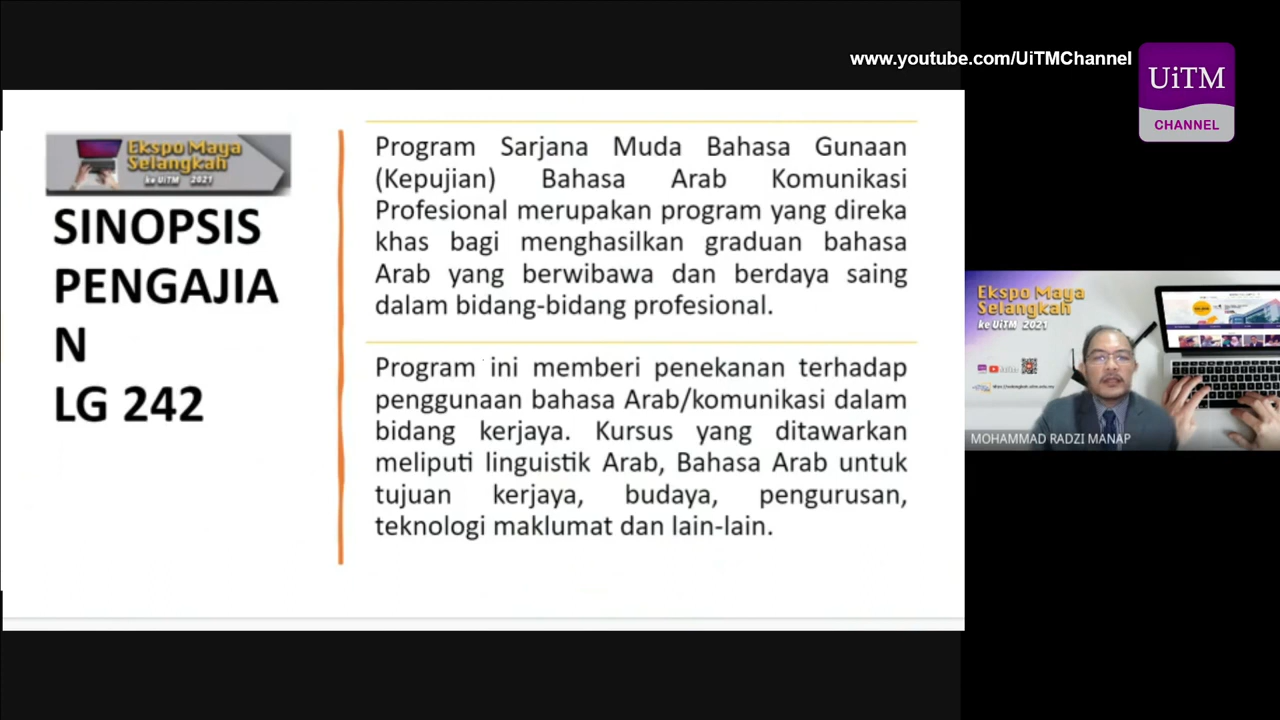 www.youtube.com/UiTMChannel
UiTM
CHANNEL
Ekspo Maya
Selangkah
ke UiTM 2021
SINOPSIS
PENGAJIA
N
LG 242
Program Sarjana Muda Bahasa Gunaan
(Kepujian) Bahasa Arab Komunikasi
Profesional merupakan program yang direka
khas bagi menghasilkan graduan bahasa
Arab yang berwibawa dan berdaya saing
dalam bidang-bidang profesional.
Program ini memberi penekanan terhadap
penggunaan bahasa Arab/komunikasi dalam
bidang kerjaya. Kursus yang ditawarkan
meliputi linguistik Arab, Bahasa Arab untuk
tujuan kerjaya, budaya, pengurusan,
teknologi maklumat dan lain-lain.
Ekspo Maya
Selangkah
ke UiTM 2021
MOHAMMAD RADZI MANAP